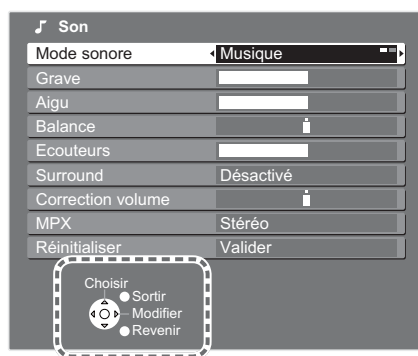 Son
Mode sonore Musique
Grave
Aigu
Balance
Ecouteurs
Surround Désactivé
Correction volume
MPX Stéréo
Réinitialiser Valider
Choisir
Sortir
Modifier
Revenir